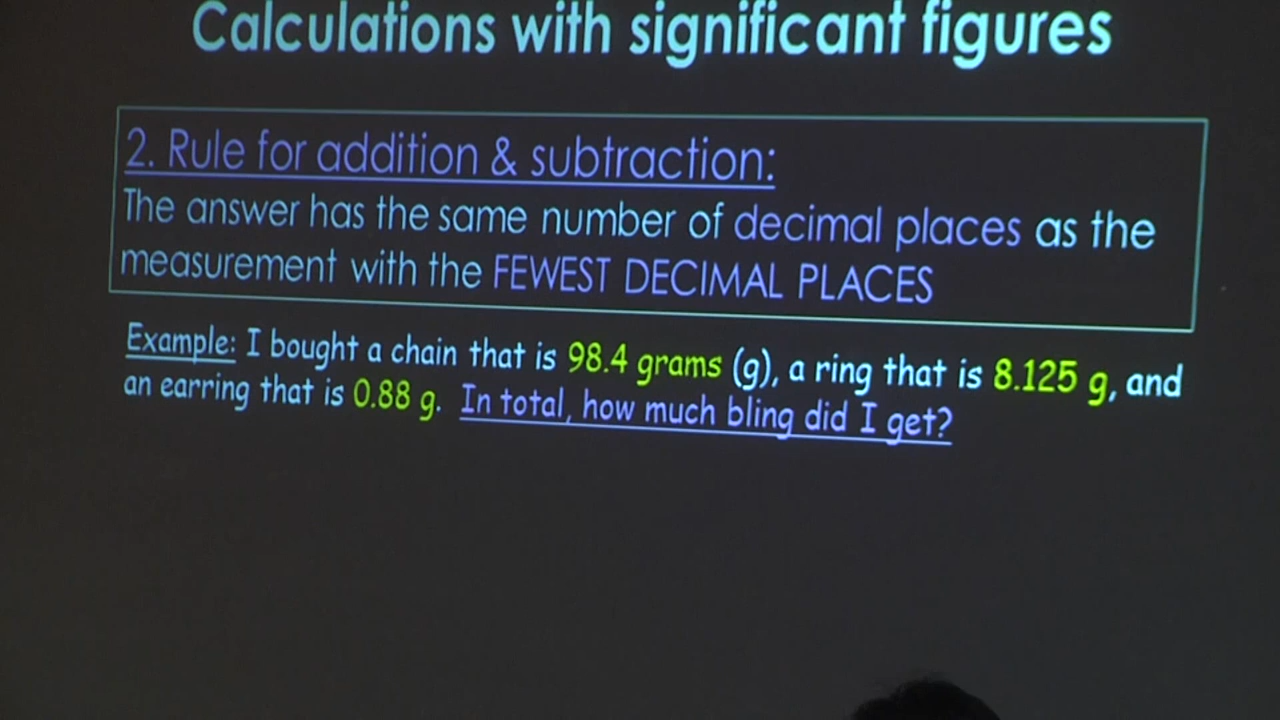 Calculations with significant figures
2. Rule for addition & subtraction:
The answer has the same number of decimal places as the
measurement with the FEWEST DECIMAL PLACES
Example: I bought a chain that is 98.4 grams (g), a ring that is 8.125 g, and
an earring that is 0.88 g. In total, how much bling did I get?